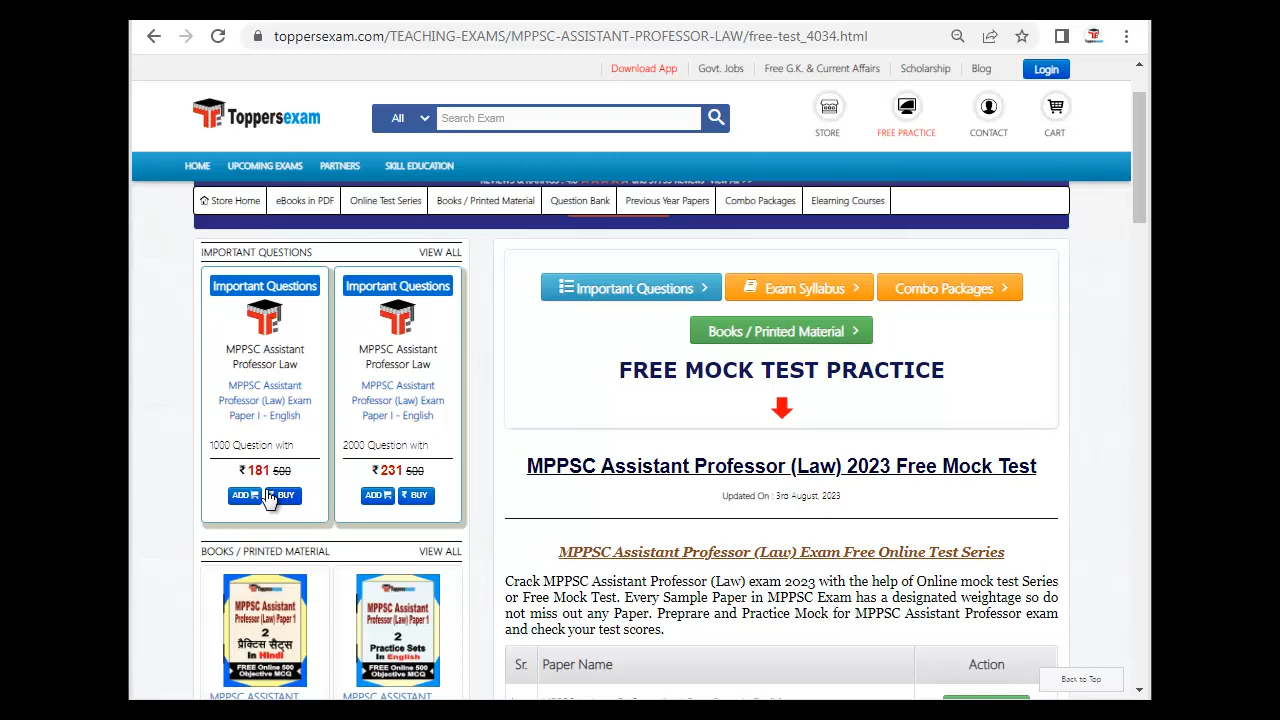 toppersexam.com/TEACHING-EXAMS/MPPSC-ASSISTANT-PROFESSOR-LAW/free-test_4034.html
Download App Govt. Jobs Free G.K. & Current Affairs Scholarship Blog Login
Toppersexam All Search Exam
STORE FREE PRACTICE CONTACT CART
HOME UPCOMING EXAMS PARTNERS SKILL EDUCATION
Store Home eBooks in PDF Online Test Series Books / Printed Material Question Bank Previous Year Papers Combo Packages Elearning Courses
IMPORTANT QUESTIONS VIEW ALL
Important Questions
MPPSC Assistant
Professor Law
MPPSC Assistant
Professor (Law) Exam
Paper I - English
1000 Question with
₹ 181 500
ADD BUY
Important Questions
MPPSC Assistant
Professor Law
MPPSC Assistant
Professor (Law) Exam
Paper I - English
2000 Question with
₹ 231 500
ADD ₹ BUY
BOOKS / PRINTED MATERIAL VIEW ALL
Toppersexam
MPPSC Assistant
Professor (Law) Paper 1
2
प्रैक्टिस सैट्स
In Hindi
FREE Online 500
Objective MCQ
MPPSC ASSISTANT
Toppersexam
MPPSC Assistant
Professor (Law) Paper 1
2
Practice Sets
In English
FREE Online 500
Objective MCQ
MPPSC ASSISTANT
Important Questions Exam Syllabus Combo Packages
Books / Printed Material
FREE MOCK TEST PRACTICE
MPPSC Assistant Professor (Law) 2023 Free Mock Test
Updated On : 3rd August, 2023
MPPSC Assistant Professor (Law) Exam Free Online Test Series
Crack MPPSC Assistant Professor (Law) exam 2023 with the help of Online mock test Series
or Free Mock Test. Every Sample Paper in MPPSC Exam has a designated weightage so do
not miss out any Paper. Preprare and Practice Mock for MPPSC Assistant Professor exam
and check your test scores.
Sr. Paper Name Action
Back to Top